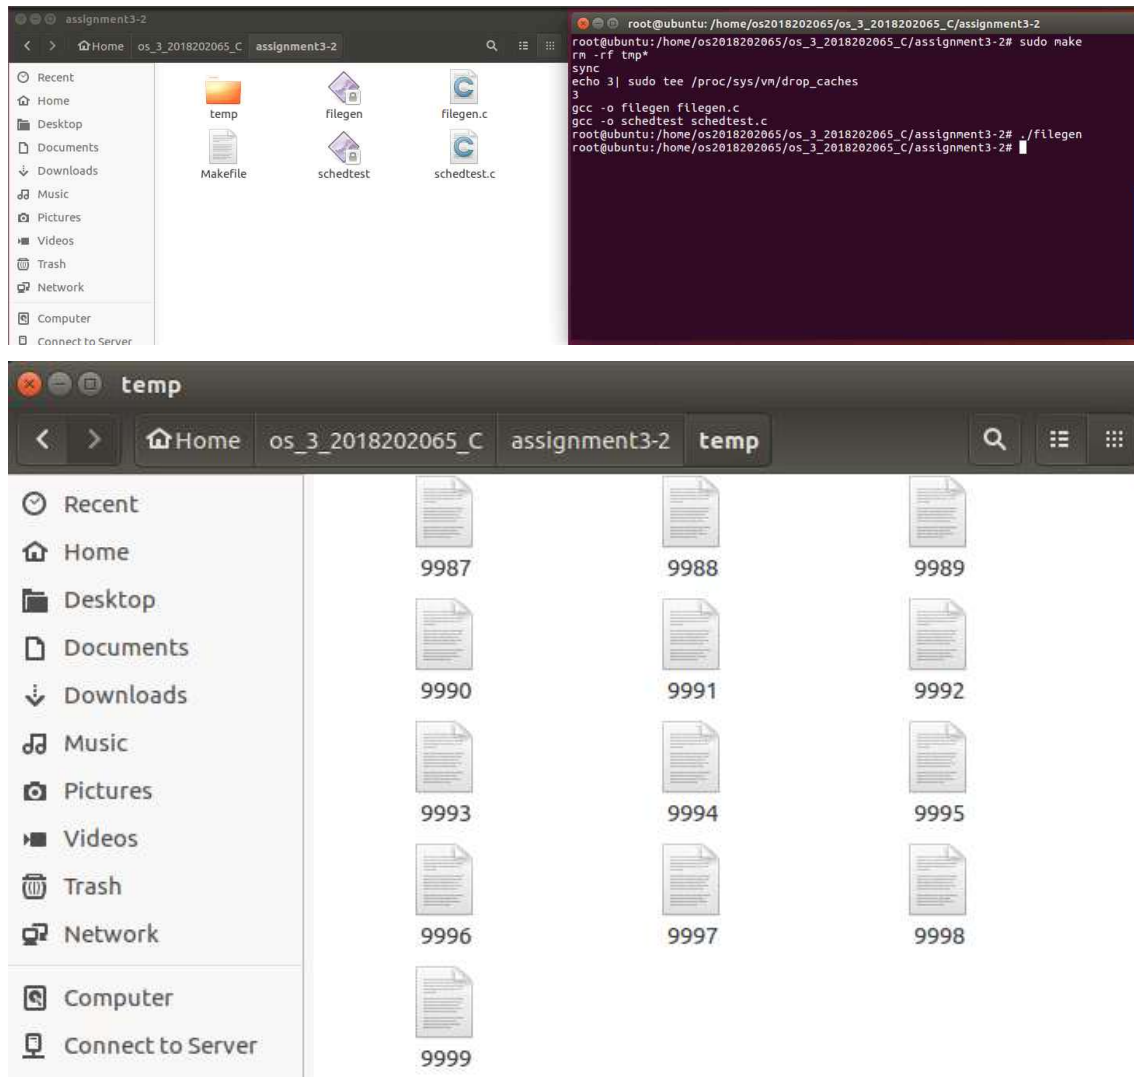 assignment3-2
Home os_3_2018202065_C assignment3-2
Recent
Home
Desktop
Documents
Downloads
Music
Pictures
Videos
Trash
Network
Computer
Connect to Server
temp filegen filegen.c
Makefile schedtest schedtest.c
root@ubuntu: /home/os2018202065/os_3_2018202065_C/assignment3-2
root@ubuntu:/home/os2018202065/os_3_2018202065_C/assignment3-2# sudo make
rm -rf tmp*
sync
echo 3| sudo tee /proc/sys/vm/drop_caches
3
gcc -o filegen filegen.c
gcc -o schedtest schedtest.c
root@ubuntu:/home/os2018202065/os_3_2018202065_C/assignment3-2# ./filegen
root@ubuntu:/home/os2018202065/os_3_2018202065_C/assignment3-2#
temp
Home os_3_2018202065_C assignment3-2 temp
Recent
Home
Desktop
Documents
Downloads
Music
Pictures
Videos
Trash
Network
Computer
Connect to Server
9987 9988 9989
9990 9991 9992
9993 9994 9995
9996 9997 9998
9999